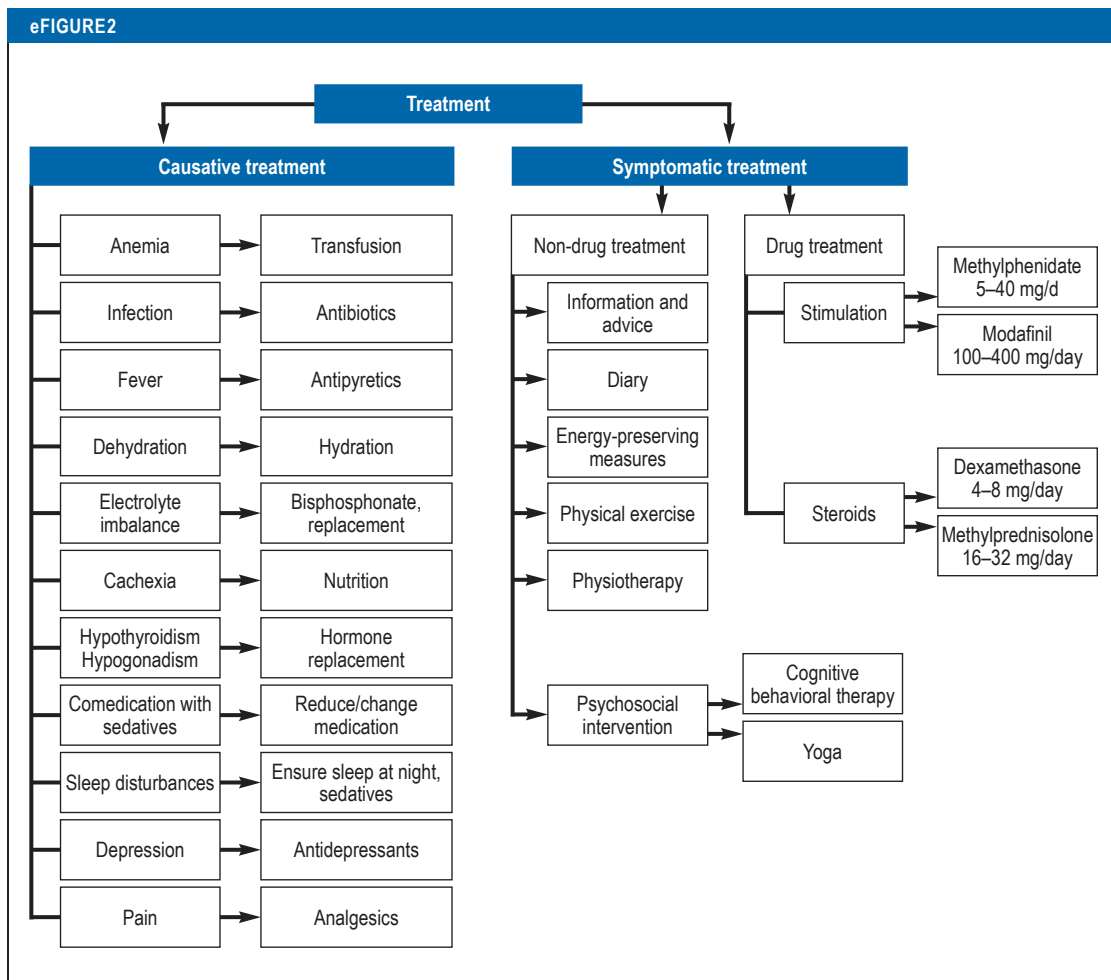 eFIGURE2
Treatment
Causative treatment
Anemia
Transfusion
Infection
Antibiotics
Fever
Antipyretics
Dehydration
Hydration
Electrolyte
imbalance
Bisphosphonate,
replacement
Cachexia
Nutrition
Hypothyroidism
Hypogonadism
Hormone
replacement
Comedication with
sedatives
Reduce/change
medication
Sleep disturbances
Ensure sleep at night,
sedatives
Depression
Antidepressants
Pain
Analgesics
Symptomatic treatment
Non-drug treatment
Information and
advice
Diary
Energy-preserving
measures
Physical exercise
Physiotherapy
Psychosocial
intervention
Cognitive
behavioral therapy
Yoga
Drug treatment
Stimulation
Methylphenidate
5–40 mg/d
Modafinil
100–400 mg/day
Steroids
Dexamethasone
4–8 mg/day
Methylprednisolone
16–32 mg/day